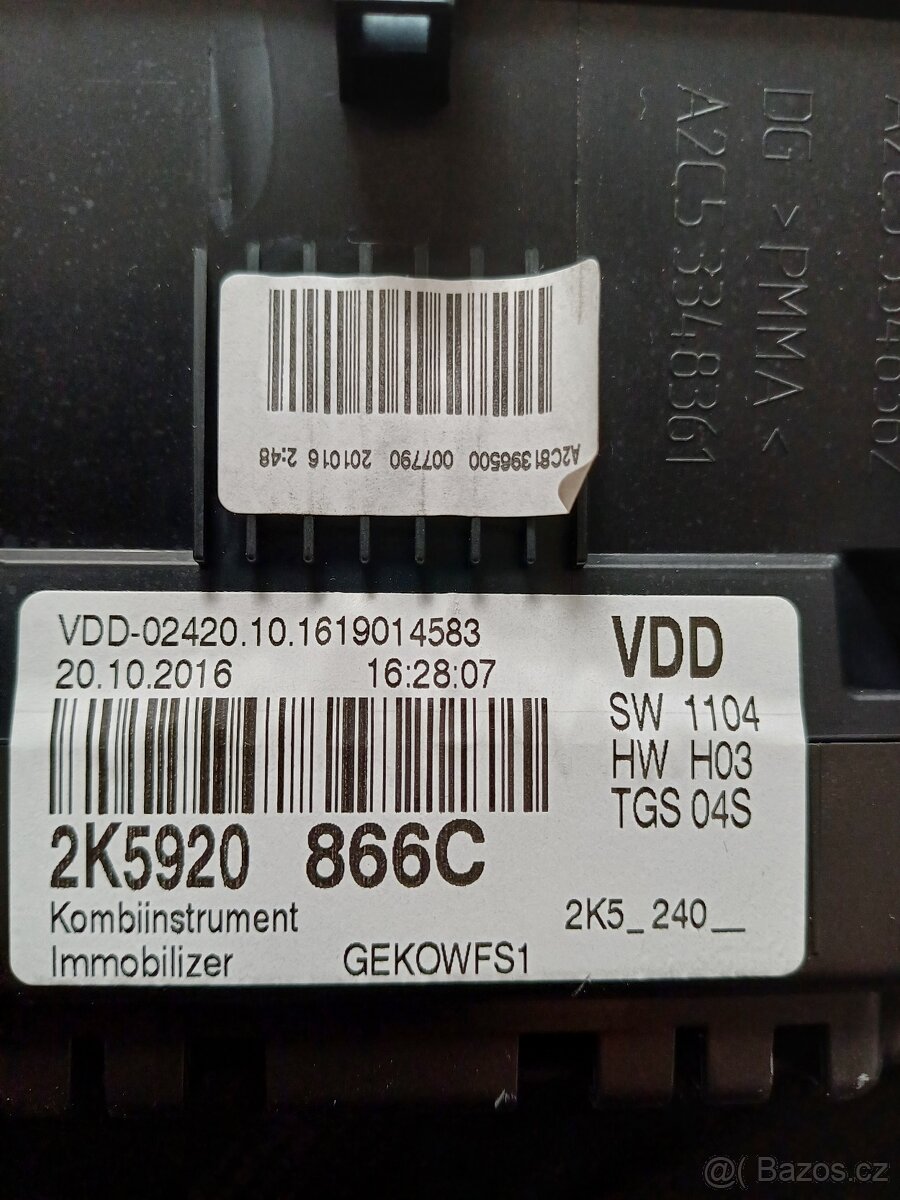 DG >PMMA<
A2C5 3348361
A2C81396500 007790 201016 2:48
VDD-02420.10.1619014583
20.10.2016 16:28:07
VDD
SW 1104
HW H03
TGS 04S
2K5920 866C
Kombiinstrument
2K5_240__
Immobilizer GEKOWFS1
@( Bazos.cz